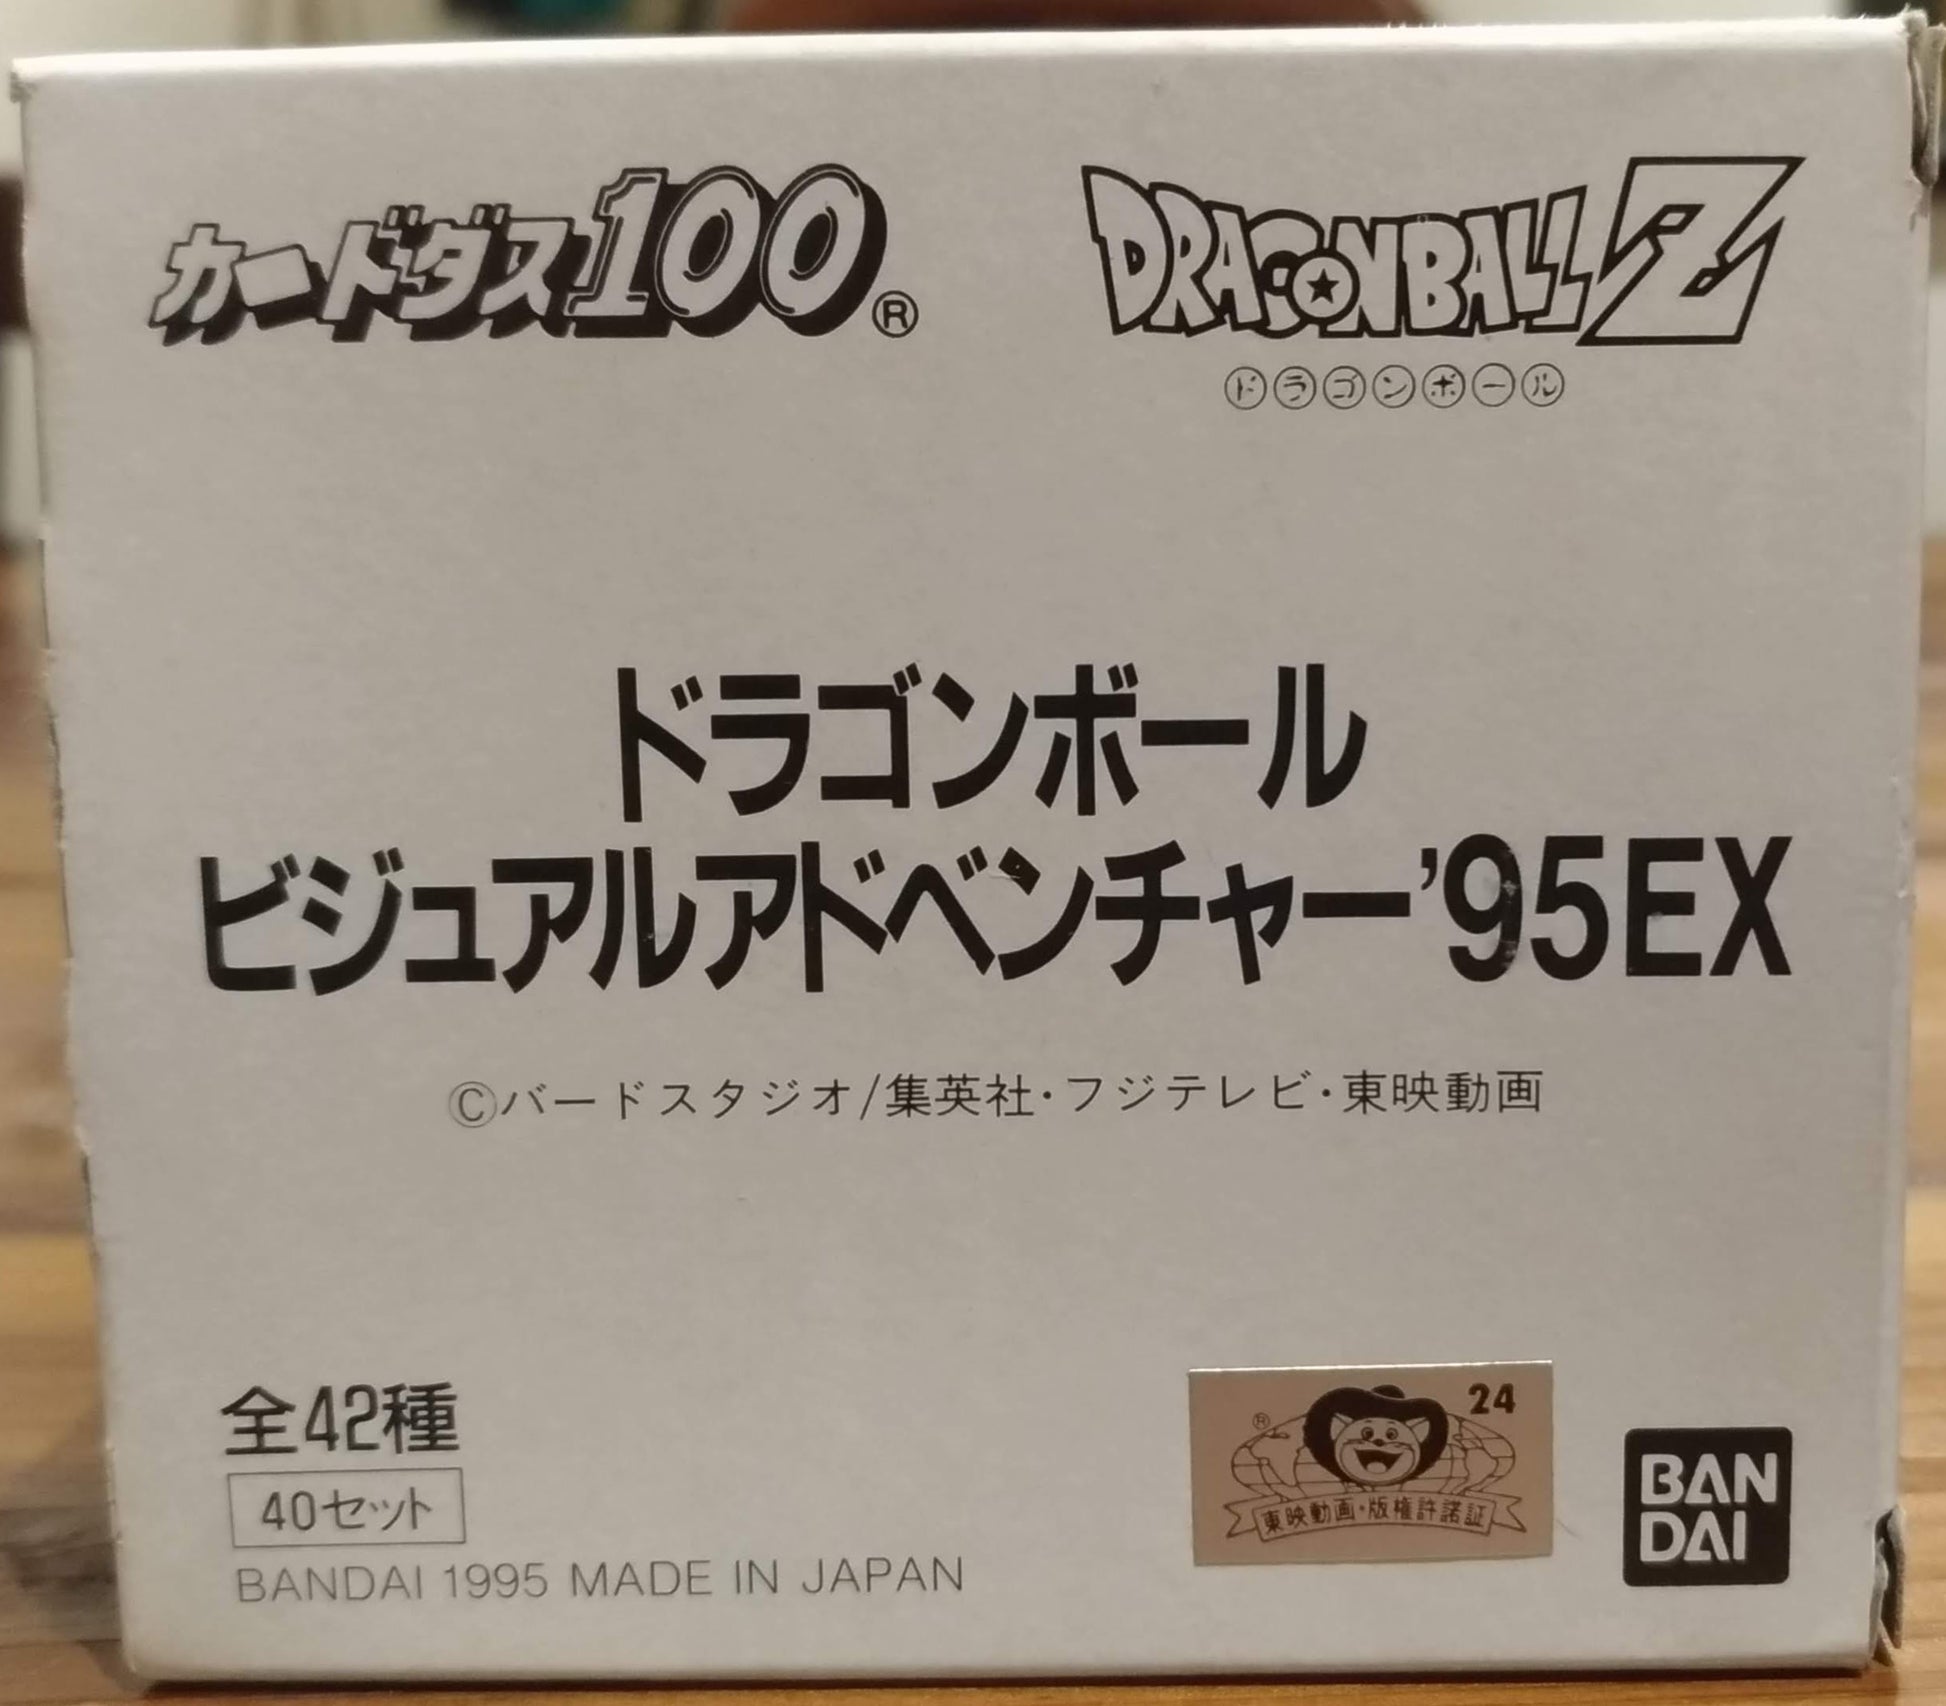 カードダス100®
DRAGONBALL Z
ドラゴンボール
ドラゴンボール
ビジュアルアドベンチャー'95EX
©バードスタジオ/集英社・フジテレビ・東映動画
全42種
40セット
BANDAI 1995 MADE IN JAPAN
24
®
東映動画・版権許諾証
BAN
DAI